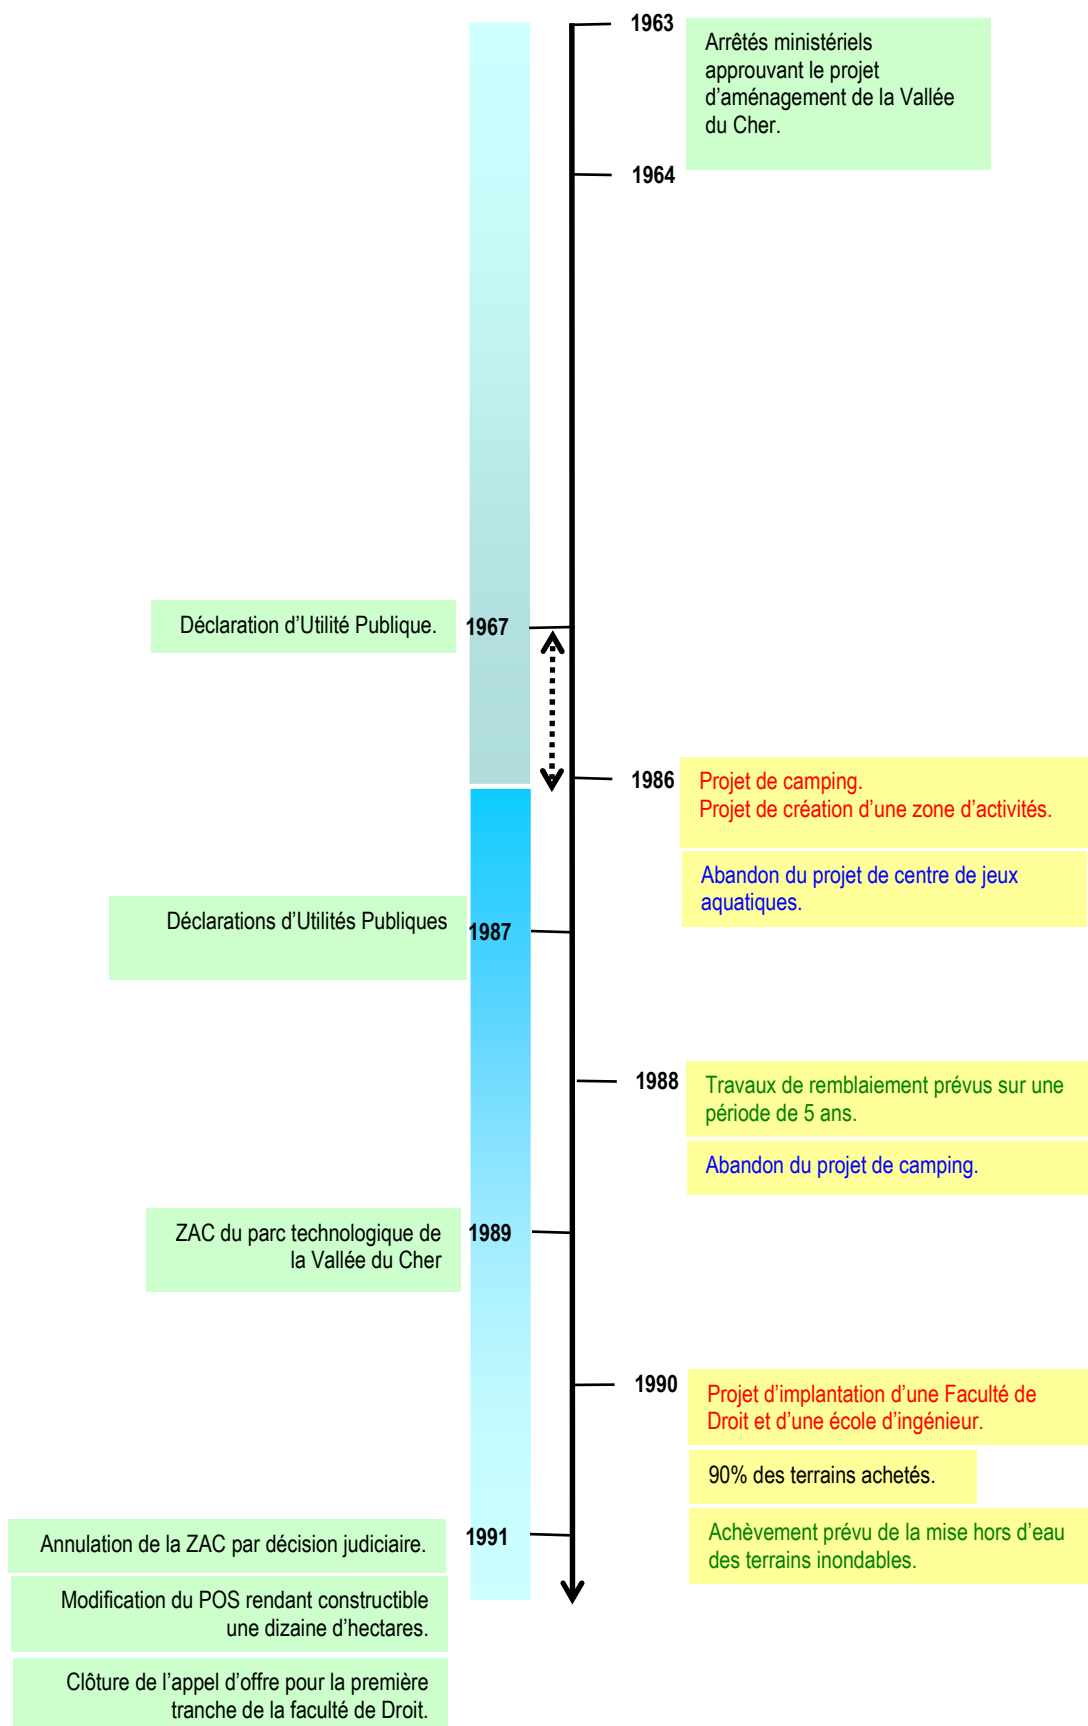 1963
Arrêtés ministériels
approuvant le projet
d’aménagement de la Vallée
du Cher.
1964
Déclaration d’Utilité Publique.
1967
1986
Projet de camping.
Projet de création d’une zone d’activités.
Abandon du projet de centre de jeux
aquatiques.
Déclarations d’Utilités Publiques
1987
1988
Travaux de remblaiement prévus sur une
période de 5 ans.
Abandon du projet de camping.
ZAC du parc technologique de
la Vallée du Cher
1989
1990
Projet d’implantation d’une Faculté de
Droit et d’une école d’ingénieur.
90% des terrains achetés.
Achèvement prévu de la mise hors d’eau
des terrains inondables.
1991
Annulation de la ZAC par décision judiciaire.
Modification du POS rendant constructible
une dizaine d’hectares.
Clôture de l’appel d’offre pour la première
tranche de la faculté de Droit.